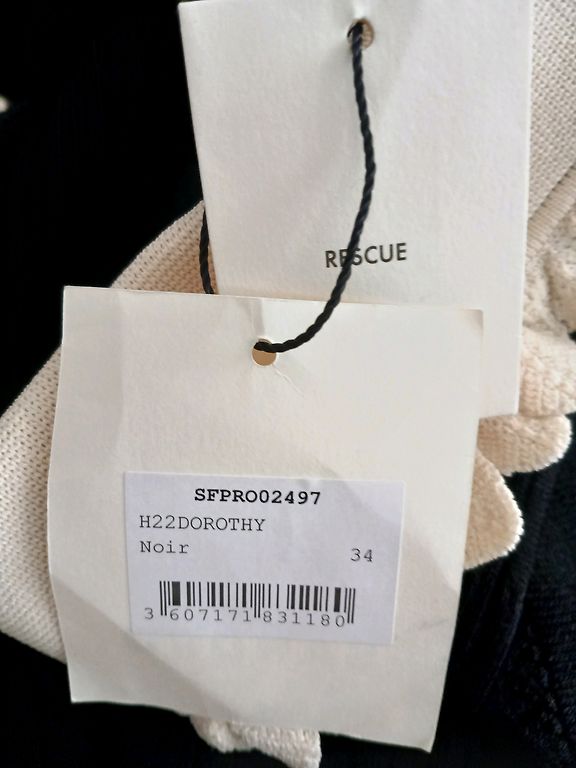 RESCUE
SFPRO02497
H22DOROTHY
Noir
34
3 607171 831180